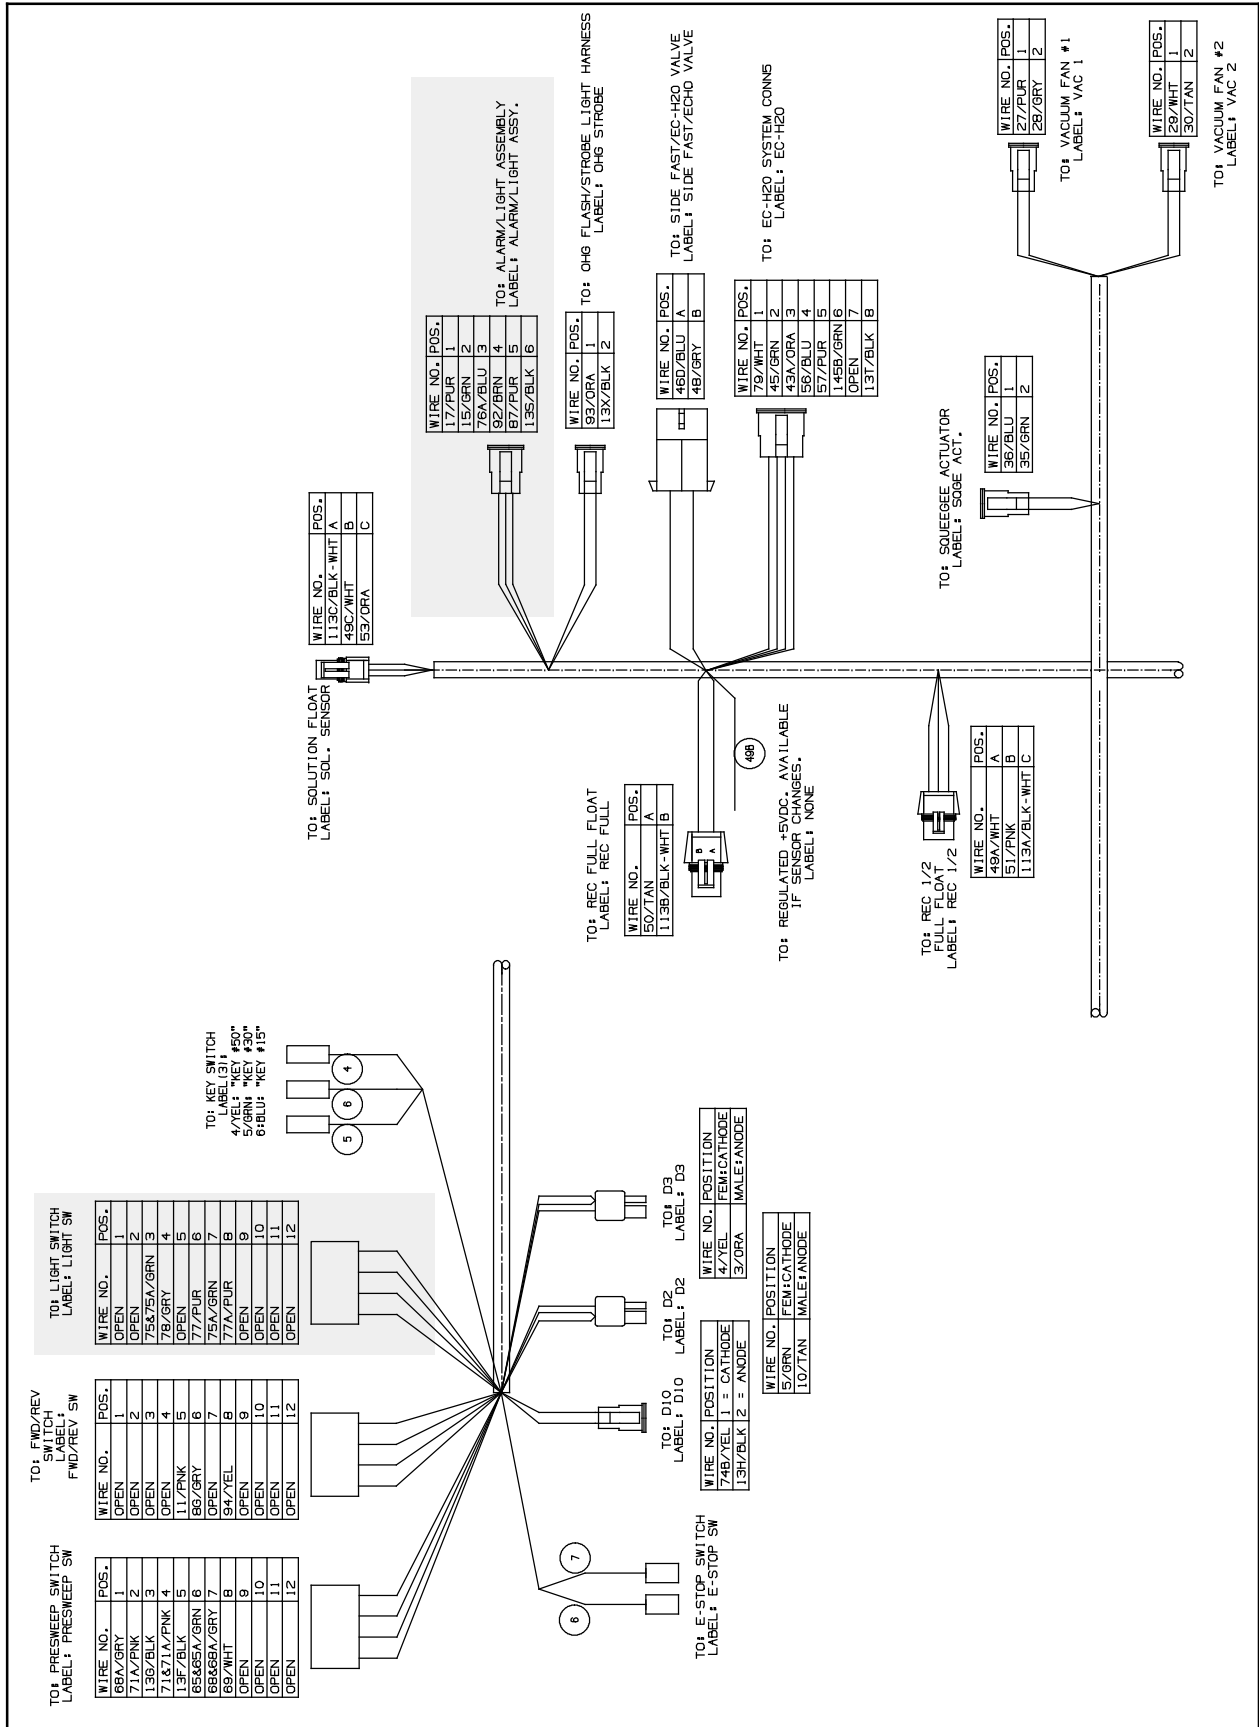 TO: PRESWEEP SWITCH
LABEL: PRESWEEP SW
WIRE NO. POS.
68A/GRY 1
71A/PNK 2
13G/BLK 3
71&71A/PNK 4
13F/BLK 5
65&65A/GRN 6
68&68A/GRY 7
69/WHT 8
OPEN 9
OPEN 10
OPEN 11
OPEN 12
TO: FWD/REV
SWITCH
LABEL:
FWD/REV SW
WIRE NO. POS.
OPEN 1
OPEN 2
OPEN 3
OPEN 4
11/PNK 5
8G/GRY 6
OPEN 7
94/YEL 8
OPEN 9
OPEN 10
OPEN 11
OPEN 12
TO: LIGHT SWITCH
LABEL: LIGHT SW
WIRE NO. POS.
OPEN 1
OPEN 2
75&75A/GRN 3
78/GRY 4
OPEN 5
77/PUR 6
75A/GRN 7
77A/PUR 8
OPEN 9
OPEN 10
OPEN 11
OPEN 12
TO: KEY SWITCH
LABEL(3):
4/YEL: "KEY #50"
5/GRN: "KEY #30"
6:BLU: "KEY #15"
5
6
4
6
7
TO: E-STOP SWITCH
LABEL: E-STOP SW
TO: D10
LABEL: D10
WIRE NO. POSITION
74B/YEL 1 = CATHODE
13H/BLK 2 = ANODE
TO: D2
LABEL: D2
WIRE NO. POSITION
5/GRN FEM:CATHODE
10/TAN MALE:ANODE
TO: D3
LABEL: D3
WIRE NO. POSITION
4/YEL FEM:CATHODE
3/ORA MALE:ANODE
TO: SOLUTION FLOAT
LABEL: SOL. SENSOR
WIRE NO. POS.
113C/BLK-WHT A
49C/WHT B
53/ORA C
WIRE NO. POS.
17/PUR 1
15/GRN 2
76A/BLU 3
92/BRN 4
87/PUR 5
13S/BLK 6
TO: ALARM/LIGHT ASSEMBLY
LABEL: ALARM/LIGHT ASSY.
WIRE NO. POS.
93/ORA 1
13X/BLK 2
TO: OHG FLASH/STROBE LIGHT HARNESS
LABEL: OHG STROBE
TO: REC FULL FLOAT
LABEL: REC FULL
WIRE NO. POS.
50/TAN A
113B/BLK-WHT B
B
A
49B
TO: REGULATED +5VDC. AVAILABLE
IF SENSOR CHANGES.
LABEL: NONE
WIRE NO. POS.
46D/BLU A
48/GRY B
TO: SIDE FAST/EC-H2O VALVE
LABEL: SIDE FAST/ECHO VALVE
WIRE NO. POS.
79/WHT 1
45/GRN 2
43A/ORA 3
56/BLU 4
57/PUR 5
145B/GRN 6
OPEN 7
13T/BLK 8
TO: EC-H2O SYSTEM CONN5
LABEL: EC-H2O
TO: REC 1/2
FULL FLOAT
LABEL: REC 1/2
WIRE NO. POS.
49A/WHT A
51/PNK B
113A/BLK-WHT C
TO: SQUEEGEE ACTUATOR
LABEL: SQGE ACT.
WIRE NO. POS.
36/BLU 1
35/GRN 2
WIRE NO. POS.
27/PUR 1
28/GRY 2
TO: VACUUM FAN #1
LABEL: VAC 1
WIRE NO. POS.
29/WHT 1
30/TAN 2
TO: VACUUM FAN #2
LABEL: VAC 2